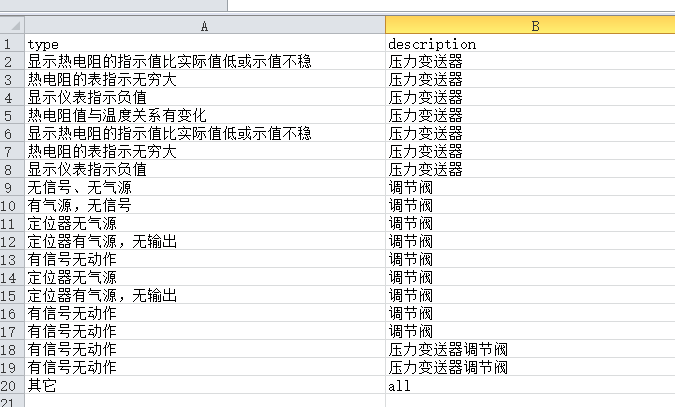 A B
1 type description
2 显示热电阻的指示值比实际值低或示值不稳 压力变送器
3 热电阻的表指示无穷大 压力变送器
4 显示仪表指示负值 压力变送器
5 热电阻值与温度关系有变化 压力变送器
6 显示热电阻的指示值比实际值低或示值不稳 压力变送器
7 热电阻的表指示无穷大 压力变送器
8 显示仪表指示负值 压力变送器
9 无信号、无气源 调节阀
10 有气源，无信号 调节阀
11 定位器无气源 调节阀
12 定位器有气源，无输出 调节阀
13 有信号无动作 调节阀
14 定位器无气源 调节阀
15 定位器有气源，无输出 调节阀
16 有信号无动作 调节阀
17 有信号无动作 调节阀
18 有信号无动作 压力变送器调节阀
19 有信号无动作 压力变送器调节阀
20 其它 all
21